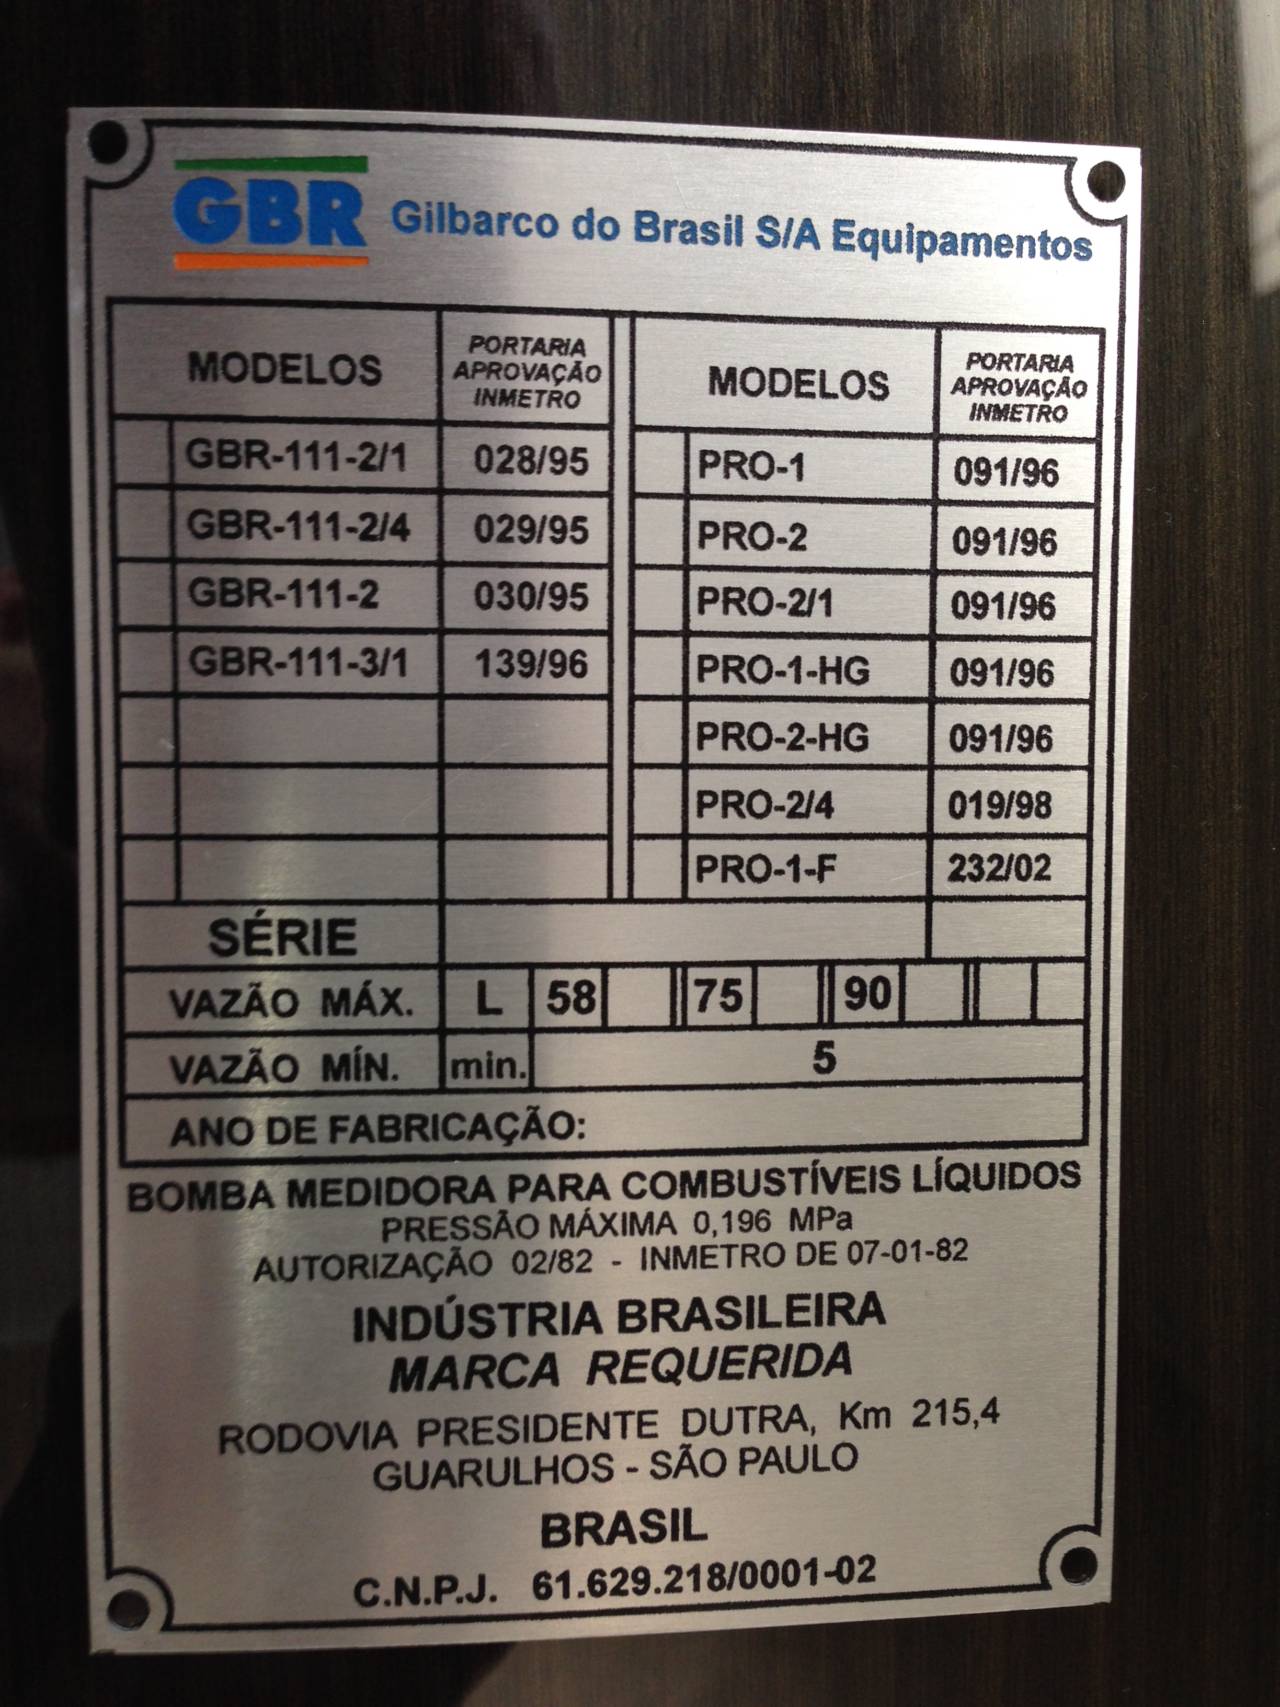 GBR Gilbarco do Brasil S/A Equipamentos
MODELOS PORTARIA APROVAÇÃO INMETRO MODELOS PORTARIA APROVAÇÃO INMETRO
GBR-111-2/1 028/95 PRO-1 091/96
GBR-111-2/4 029/95 PRO-2 091/96
GBR-111-2 030/95 PRO-2/1 091/96
GBR-111-3/1 139/96 PRO-1-HG 091/96
PRO-2-HG 091/96
PRO-2/4 019/98
PRO-1-F 232/02
SÉRIE
VAZÃO MÁX. L 58 75 90
VAZÃO MÍN. min. 5
ANO DE FABRICAÇÃO:
BOMBA MEDIDORA PARA COMBUSTÍVEIS LÍQUIDOS
PRESSÃO MÁXIMA 0,196 MPa
AUTORIZAÇÃO 02/82 - INMETRO DE 07-01-82
INDÚSTRIA BRASILEIRA
MARCA REQUERIDA
RODOVIA PRESIDENTE DUTRA, Km 215,4
GUARULHOS - SÃO PAULO
BRASIL
C.N.P.J. 61.629.218/0001-02